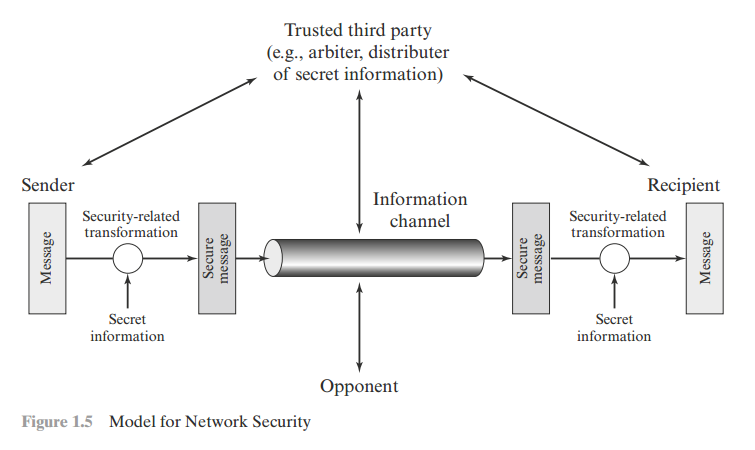 Trusted third party
(e.g., arbiter, distributer
of secret information)
Sender
Recipient
Information
channel
Security-related
transformation
Security-related
transformation
Message
Secure
message
Secure
message
Message
Secret
information
Secret
information
Opponent
Figure 1.5 Model for Network Security